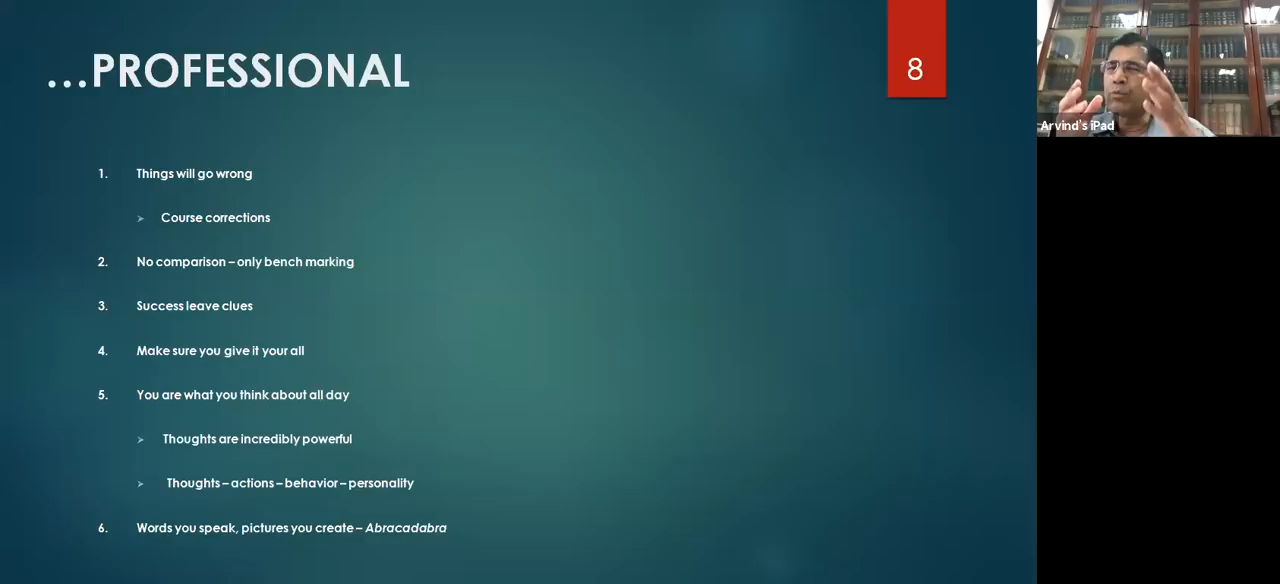 ...PROFESSIONAL
8
Arvind's iPad
1. Things will go wrong
➢ Course corrections
2. No comparison – only bench marking
3. Success leave clues
4. Make sure you give it your all
5. You are what you think about all day
➢ Thoughts are incredibly powerful
➢ Thoughts – actions – behavior – personality
6. Words you speak, pictures you create – Abracadabra